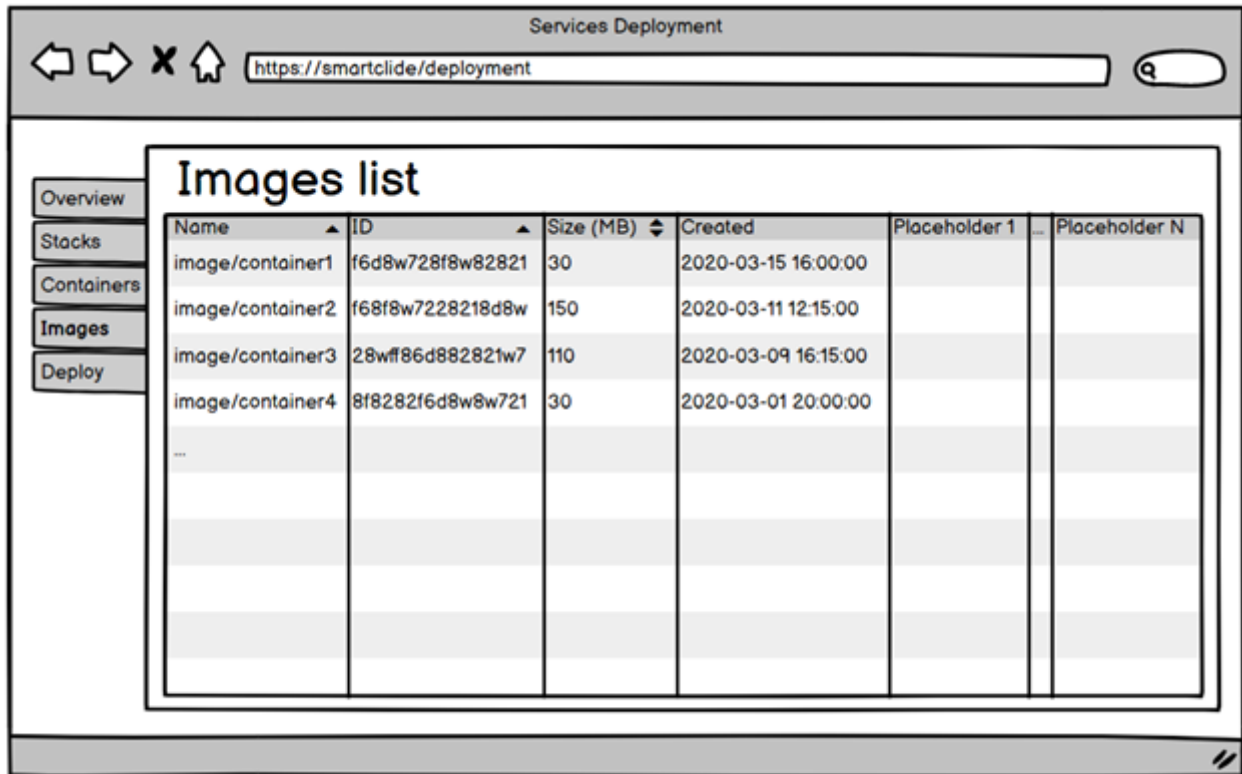 Services Deployment
https://smartclide/deployment
Images list
Overview
Stacks
Containers
Images
Deploy
Name ID Size (MB) Created Placeholder 1 ... Placeholder N
image/container1 f6d8w728f8w82821 30 2020-03-15 16:00:00
image/container2 f68f8w7228218d8w 150 2020-03-11 12:15:00
image/container3 28wff86d882821w7 110 2020-03-09 16:15:00
image/container4 8f8282f6d8w8w721 30 2020-03-01 20:00:00
...